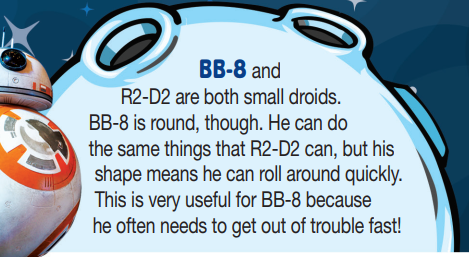 BB-8 and
R2-D2 are both small droids.
BB-8 is round, though. He can do
the same things that R2-D2 can, but his
shape means he can roll around quickly.
This is very useful for BB-8 because
he often needs to get out of trouble fast!